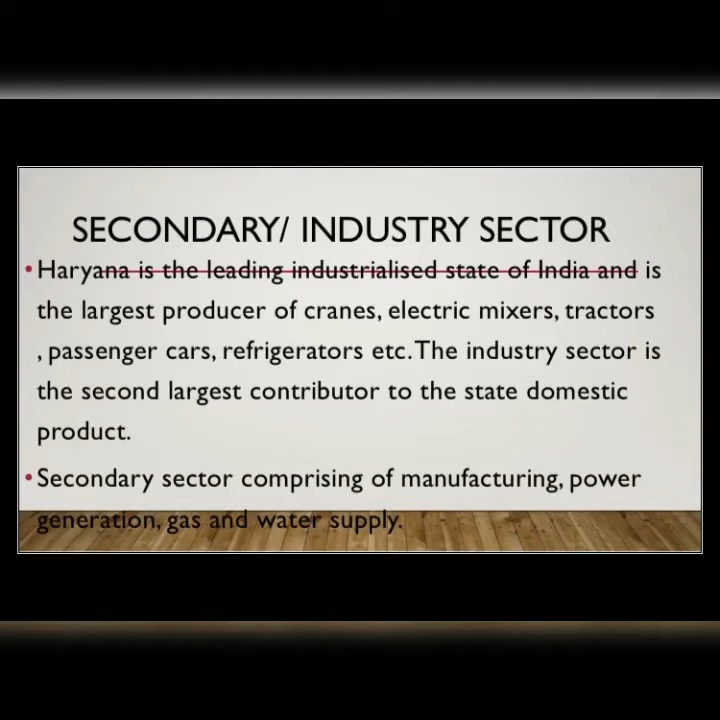 SECONDARY/ INDUSTRY SECTOR
•Haryana is the leading industrialised state of India and is
the largest producer of cranes, electric mixers, tractors
, passenger cars, refrigerators etc.The industry sector is
the second largest contributor to the state domestic
product.
•Secondary sector comprising of manufacturing, power
generation, gas and water supply.